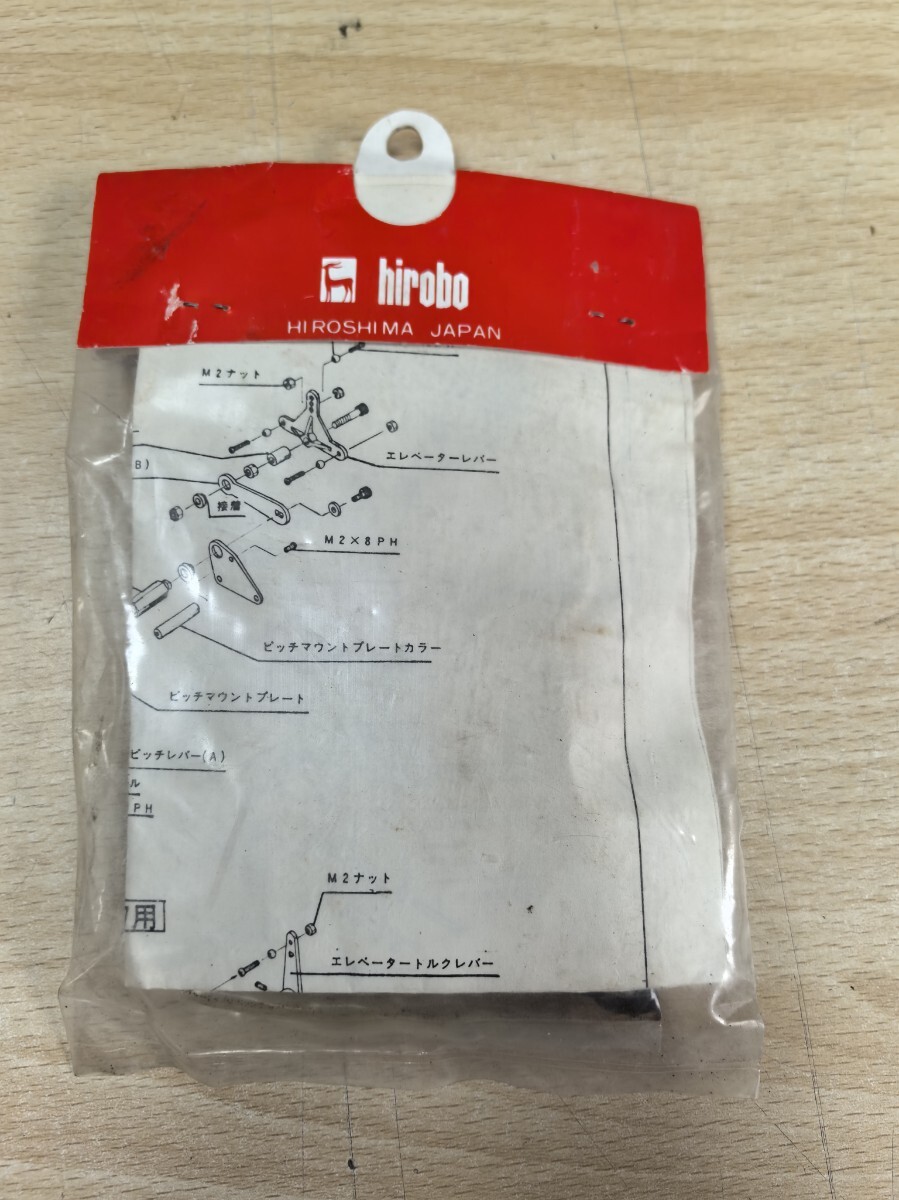 hirobo
HIROSHIMA JAPAN
M2ナット
エレベーターレバー
B)
接着
M2×8PH
ピッチマウントプレートカラー
ピッチマウントプレート
ピッチレバー(A)
ル
PH
M2ナット
用
エレベータートルクレバー